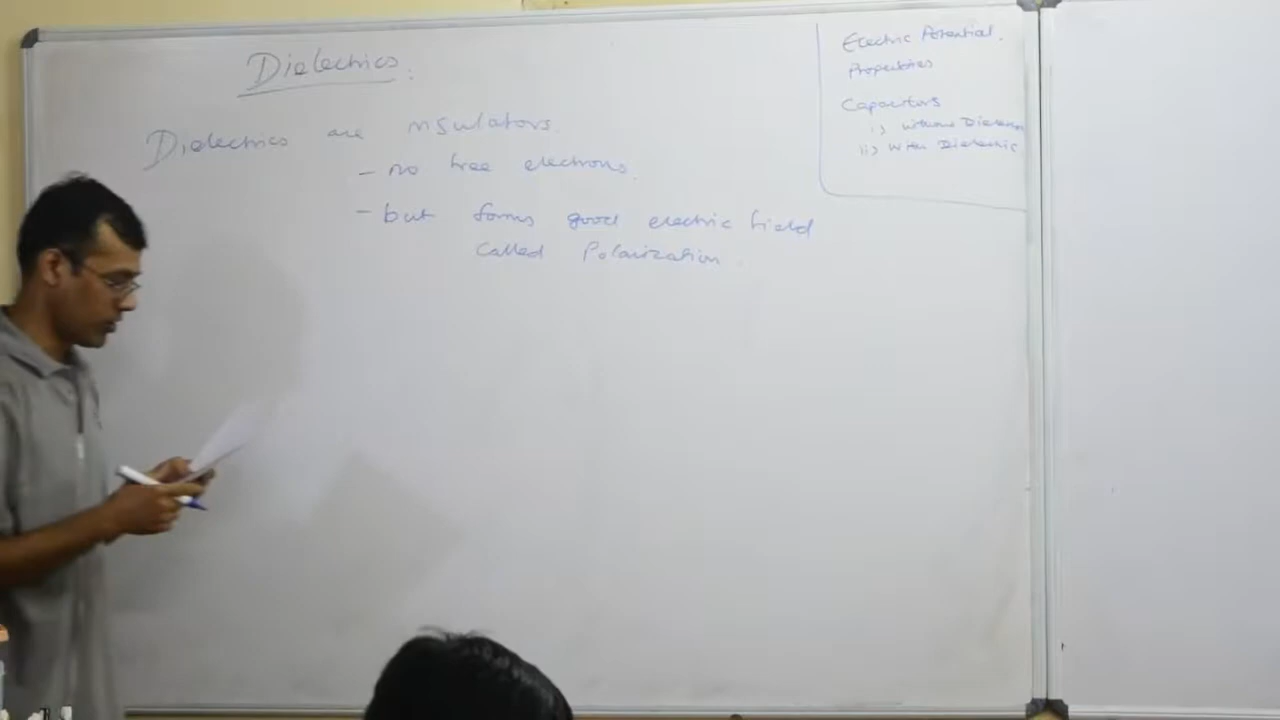 Dielectrics.
Dielectrics are insulators.
- no free electrons.
- but forms good electric field
called Polarization.
Electric Potential.
Properties
Capacitors
i) without Dielectric
ii) With Dielectric